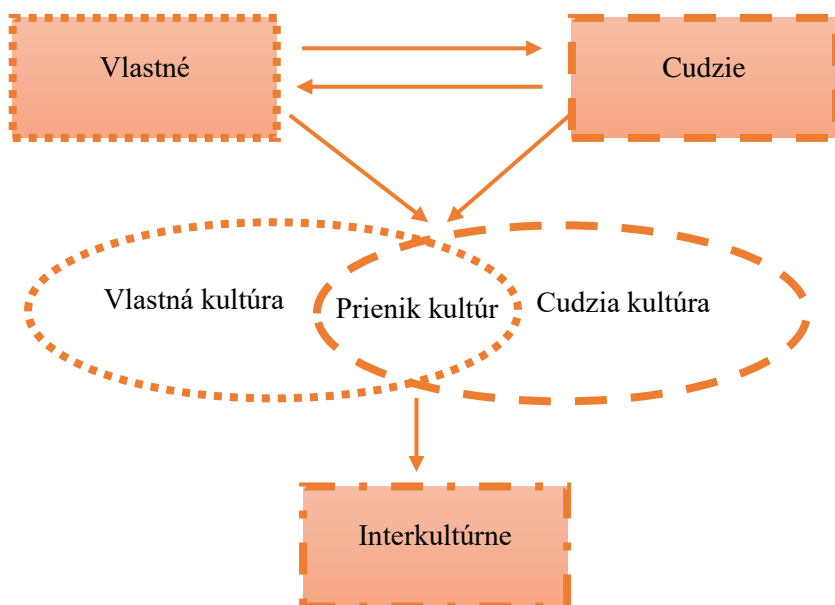 Vlastné
Cudzie
Vlastná kultúra
Prienik kultúr
Cudzia kultúra
Interkultúrne